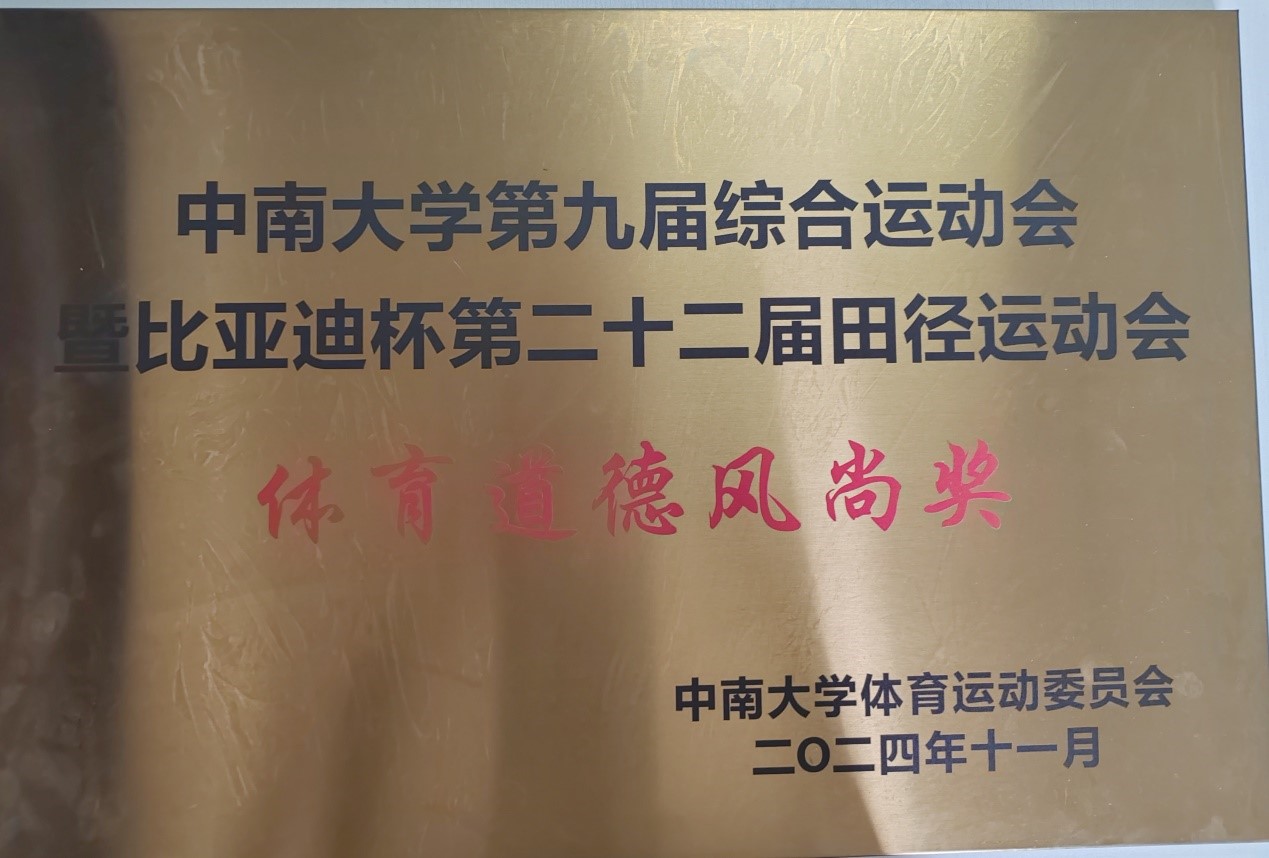 中南大学第九届综合运动会
暨比亚迪杯第二十二届田径运动会
体育道德风尚奖
中南大学体育运动委员会
二O二四年十一月